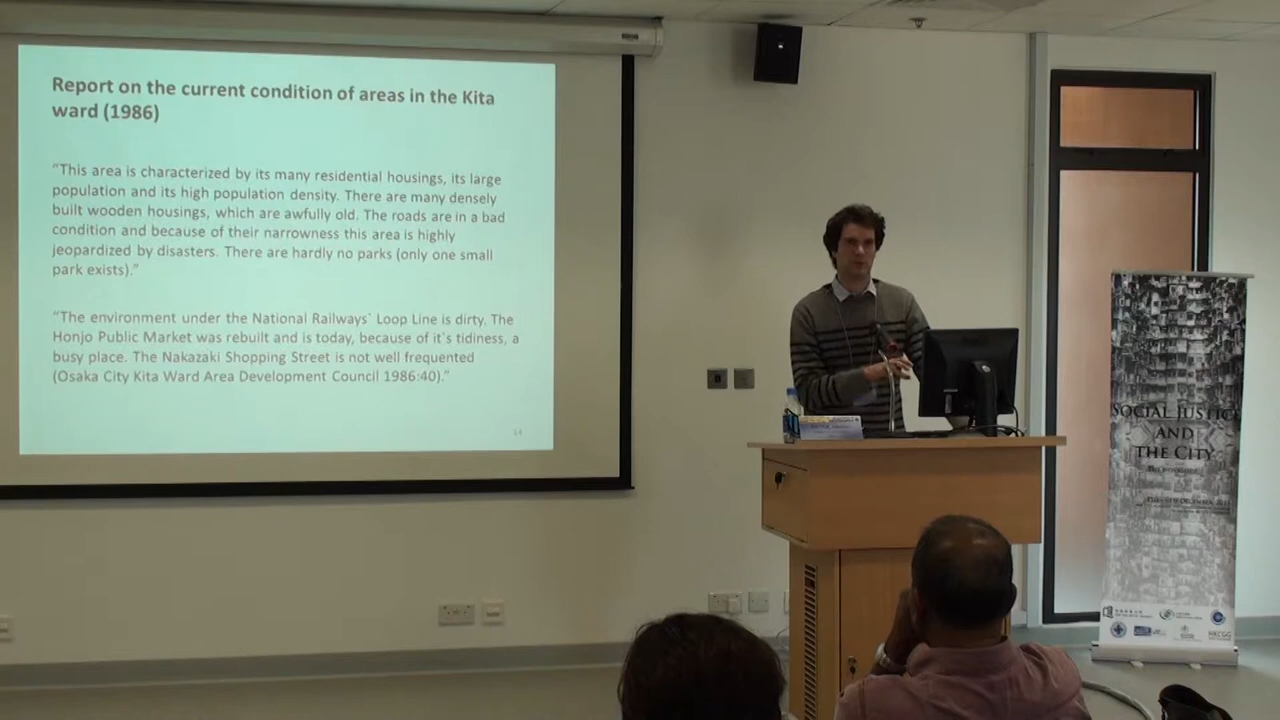 Report on the current condition of areas in the Kita
ward (1986)
“This area is characterized by its many residential housings, its large
population and its high population density. There are many densely
built wooden housings, which are awfully old. The roads are in a bad
condition and because of their narrowness this area is highly
jeopardized by disasters. There are hardly no parks (only one small
park exists).”
“The environment under the National Railways` Loop Line is dirty. The
Honjo Public Market was rebuilt and is today, because of it`s tidiness, a
busy place. The Nakazaki Shopping Street is not well frequented
(Osaka City Kita Ward Area Development Council 1986:40).”
14
SOCIAL JUSTICE
AND
THE CITY
HKCGG